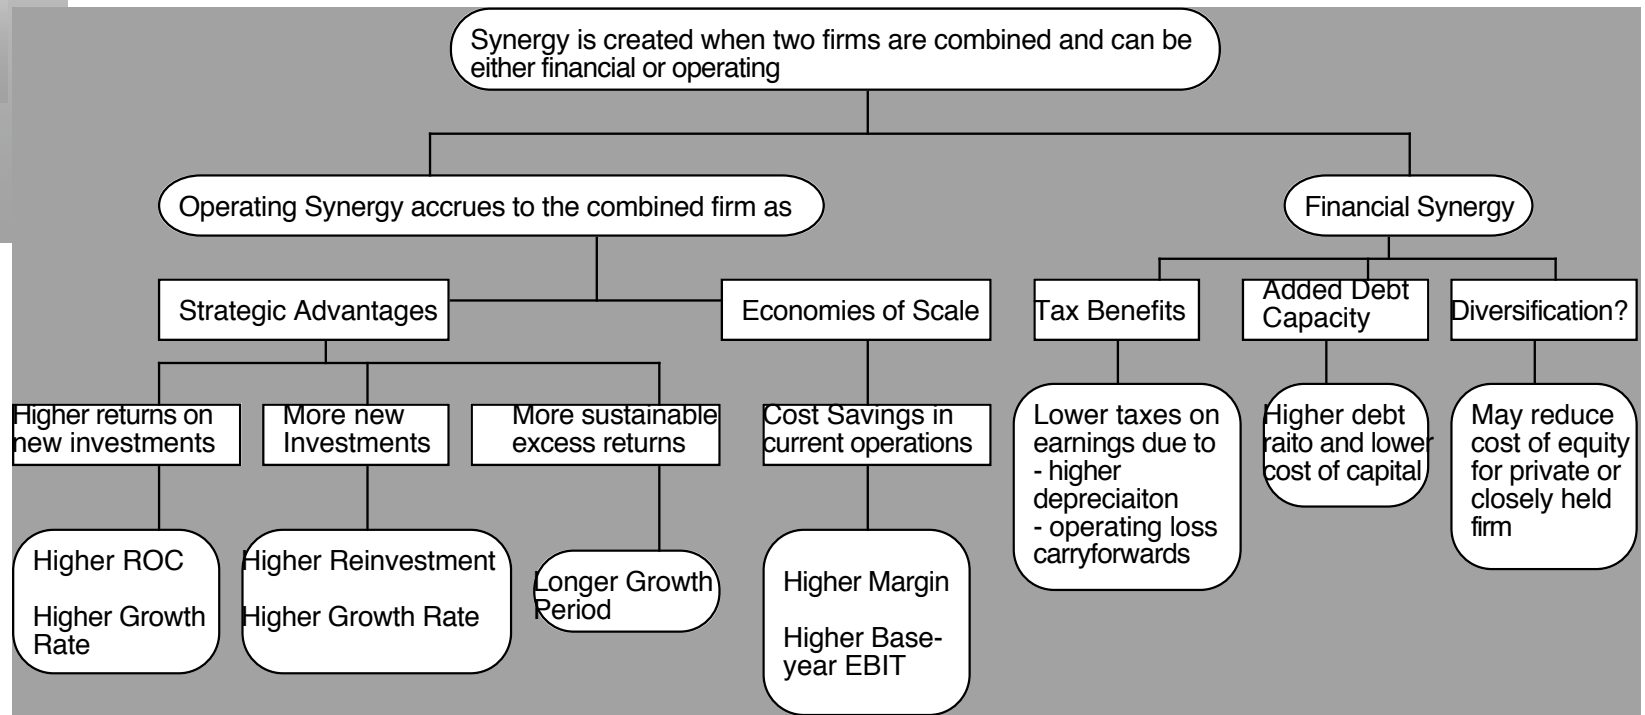 Synergy is created when two firms are combined and can be
either financial or operating
Operating Synergy accrues to the combined firm as
Financial Synergy
Strategic Advantages
Economies of Scale
Tax Benefits
Added Debt
Capacity
Diversification?
Higher returns on
new investments
More new
Investments
More sustainable
excess returns
Cost Savings in
current operations
Lower taxes on
earnings due to
- higher
depreciaiton
- operating loss
carryforwards
Higher debt
raito and lower
cost of capital
May reduce
cost of equity
for private or
closely held
firm
Higher ROC
Higher Growth
Rate
Higher Reinvestment
Higher Growth Rate
Longer Growth
Period
Higher Margin
Higher Base-
year EBIT